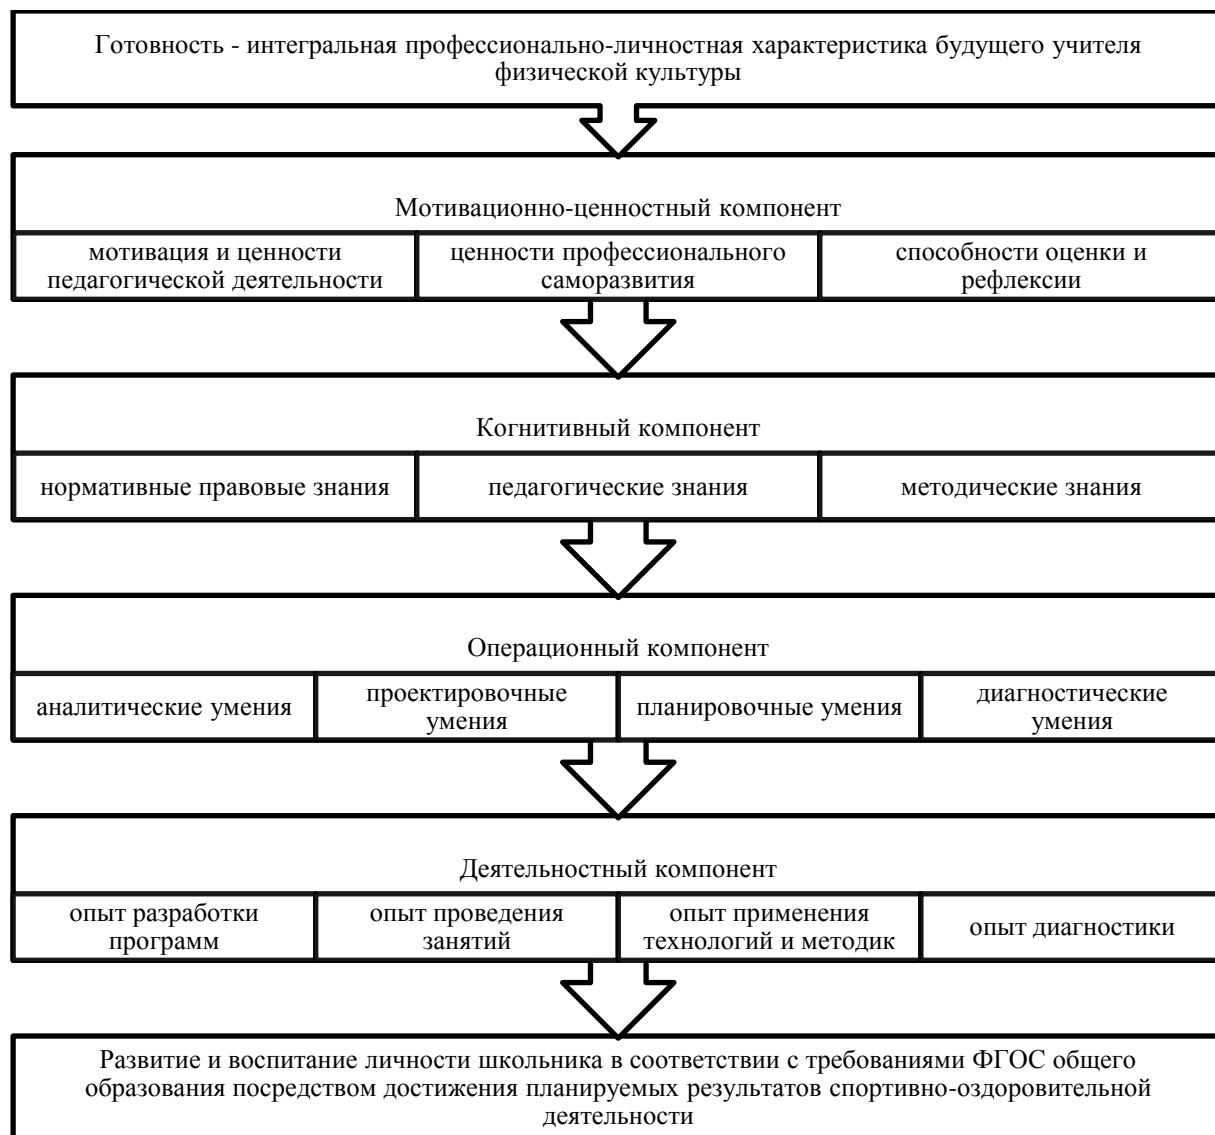 Готовность - интегральная профессионально-личностная характеристика будущего учителя
физической культуры
Мотивационно-ценностный компонент
мотивация и ценности
педагогической деятельности
ценности профессионального
саморазвития
способности оценки и
рефлексии
Когнитивный компонент
нормативные правовые знания
педагогические знания
методические знания
Операционный компонент
аналитические умения
проектировочные
умения
планировочные умения
диагностические
умения
Деятельностный компонент
опыт разработки
программ
опыт проведения
занятий
опыт применения
технологий и методик
опыт диагностики
Развитие и воспитание личности школьника в соответствии с требованиями ФГОС общего
образования посредством достижения планируемых результатов спортивно-оздоровительной
деятельности